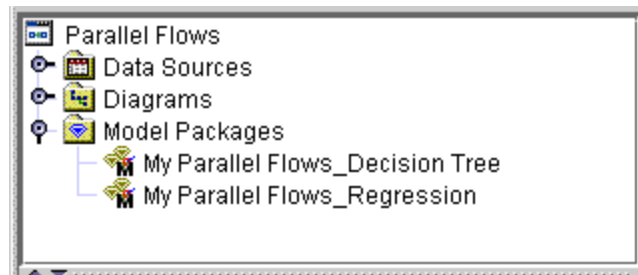 Parallel Flows
Data Sources
Diagrams
Model Packages
My Parallel Flows_Decision Tree
My Parallel Flows_Regression